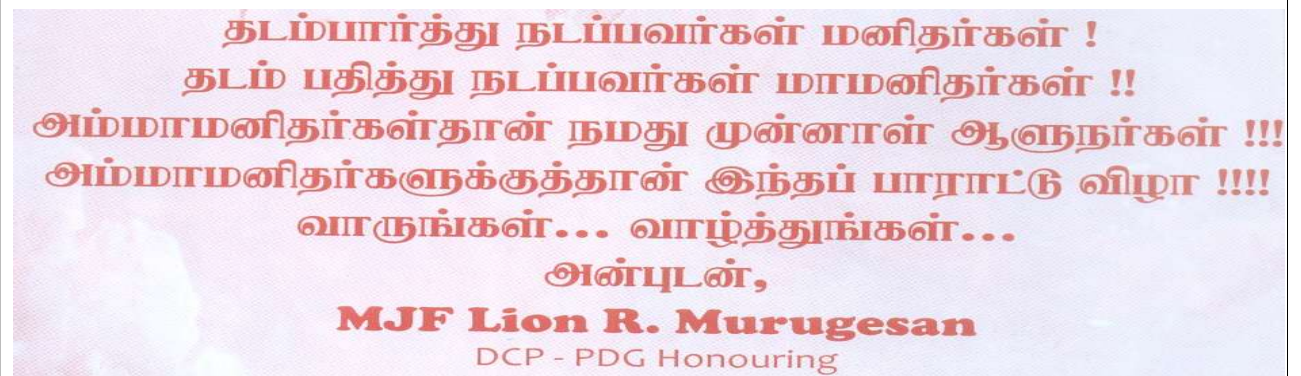 தடம்பார்த்து நடப்பவர்கள் மனிதர்கள் !
தடம் பதித்து நடப்பவர்கள் மாமனிதர்கள் !!
அம்மாமனிதர்கள்தான் நமது முன்னாள் ஆளுநர்கள் !!!
அம்மாமனிதர்களுக்குத்தான் இந்தப் பாராட்டு விழா !!!!
வாருங்கள்... வாழ்த்துங்கள்...
அன்புடன்,
MJF Lion R. Murugesan
DCP - PDG Honouring